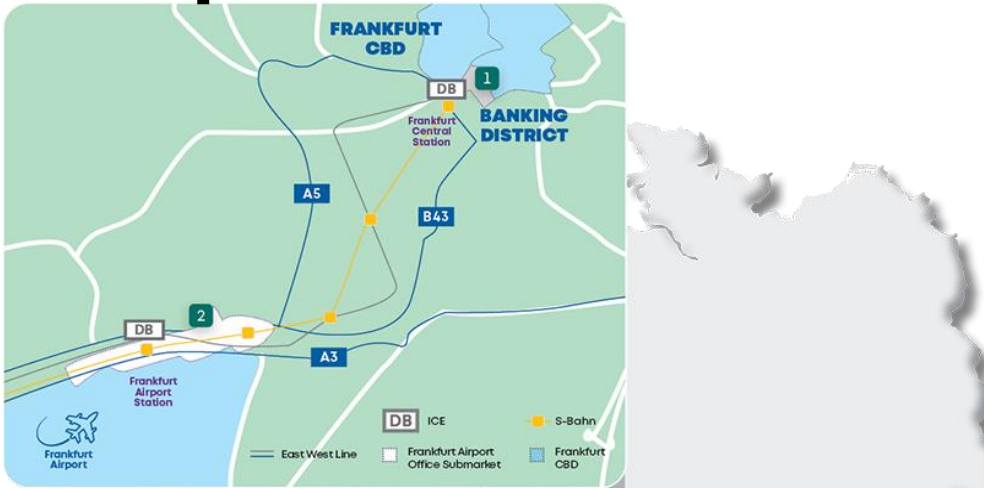 FRANKFURT
CBD
DB
1
BANKING
DISTRICT
Frankfurt
Central
Station
A5
B43
2
DB
A3
Frankfurt
Airport
Station
Frankfurt
Airport
DB ICE
S-Bahn
East West Line
Frankfurt Airport
Office Submarket
Frankfurt
CBD